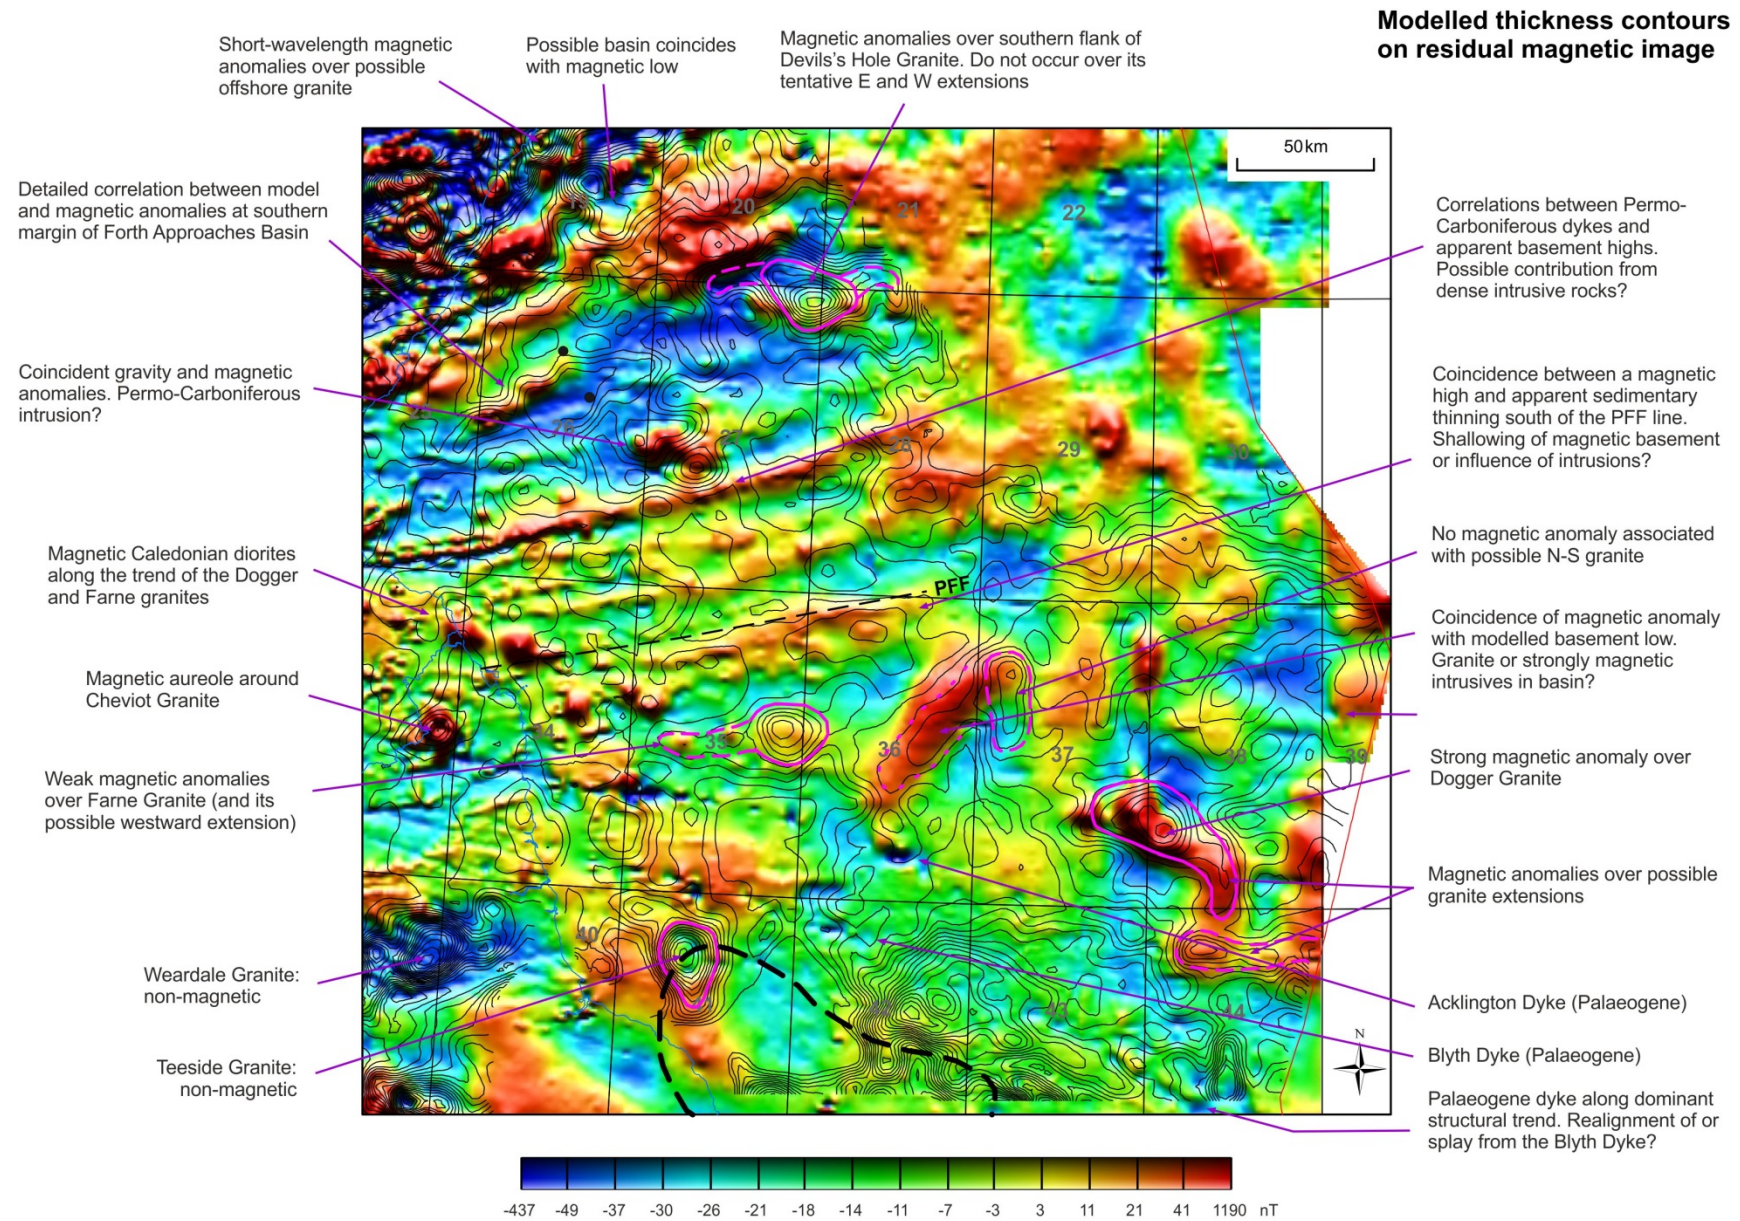 Modelled thickness contours
on residual magnetic image
Short-wavelength magnetic
anomalies over possible
offshore granite
Possible basin coincides
with magnetic low
Magnetic anomalies over southern flank of
Devils's Hole Granite. Do not occur over its
tentative E and W extensions
50km
Detailed correlation between model
and magnetic anomalies at southern
margin of Forth Approaches Basin
Coincident gravity and magnetic
anomalies. Permo-Carboniferous
intrusion?
Magnetic Caledonian diorites
along the trend of the Dogger
and Farne granites
Magnetic aureole around
Cheviot Granite
Weak magnetic anomalies
over Farne Granite (and its
possible westward extension)
Weardale Granite:
non-magnetic
Teeside Granite:
non-magnetic
19
20
21
22
26
27
28
29
30
PFF
34
35
36
37
38
39
40
44
Correlations between Permo-
Carboniferous dykes and
apparent basement highs.
Possible contribution from
dense intrusive rocks?
Coincidence between a magnetic
high and apparent sedimentary
thinning south of the PFF line.
Shallowing of magnetic basement
or influence of intrusions?
No magnetic anomaly associated
with possible N-S granite
Coincidence of magnetic anomaly
with modelled basement low.
Granite or strongly magnetic
intrusives in basin?
Strong magnetic anomaly over
Dogger Granite
Magnetic anomalies over possible
granite extensions
Acklington Dyke (Palaeogene)
N
Blyth Dyke (Palaeogene)
Palaeogene dyke along dominant
structural trend. Realignment of or
splay from the Blyth Dyke?
-437 -49 -37 -30 -26 -21 -18 -14 -11 -7 -3 3 11 21 41 1190 nT